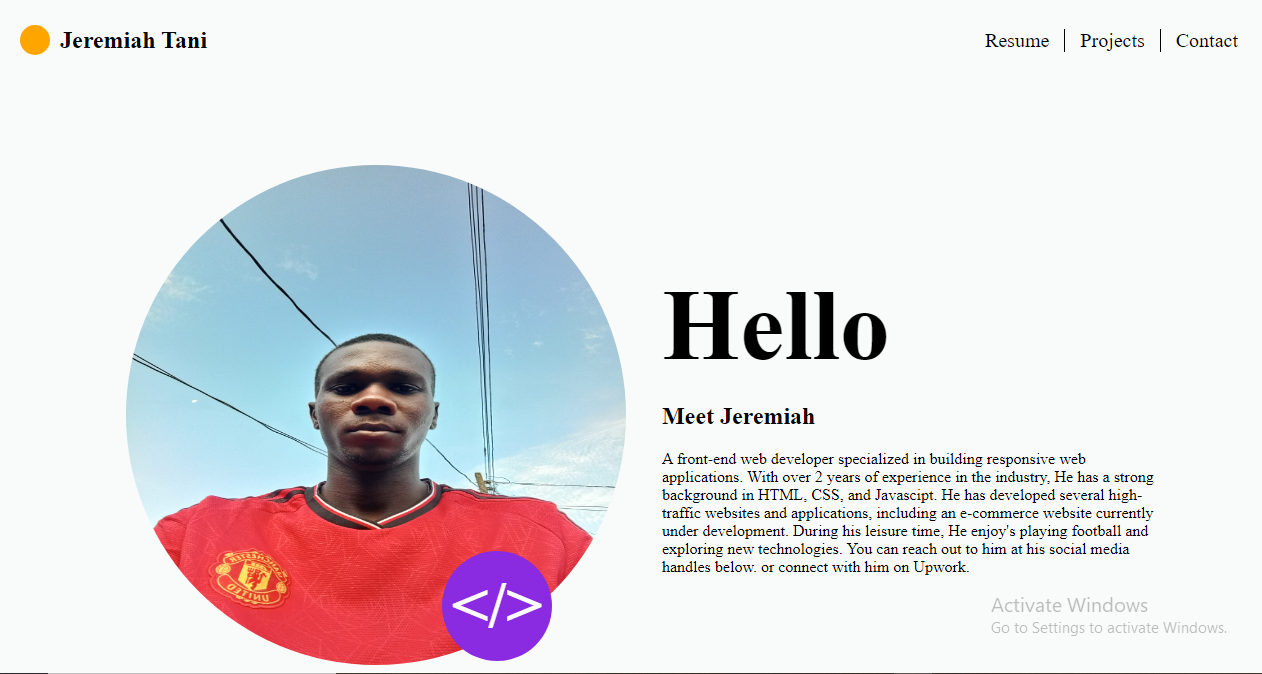 Jeremiah Tani
Resume
Projects
Contact
Hello
Meet Jeremiah
A front-end web developer specialized in building responsive web
applications. With over 2 years of experience in the industry, He has a strong
background in HTML, CSS, and Javascipt. He has developed several high-
traffic websites and applications, including an e-commerce website currently
under development. During his leisure time, He enjoy's playing football and
exploring new technologies. You can reach out to him at his social media
handles below. or connect with him on Upwork.
MANCHESTER
UNITED
</>
Activate Windows
Go to Settings to activate Windows.